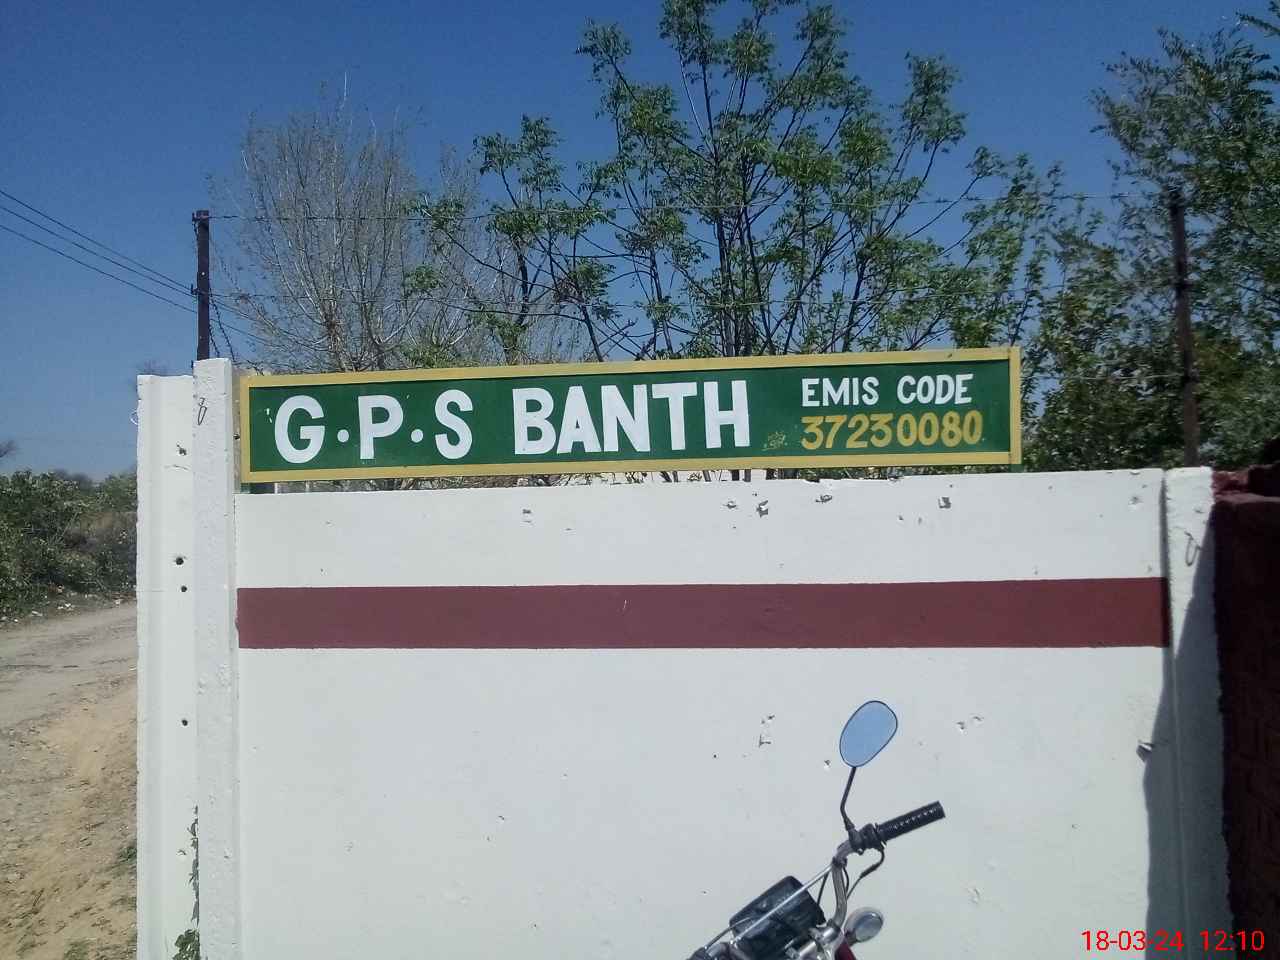 G.P.S BANTH
EMIS CODE
37230080
18-03-24 12:10